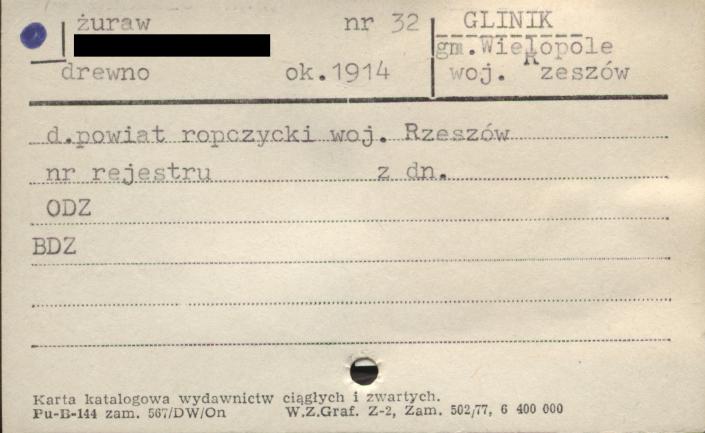 żuraw nr 32 GLINIK
gm.Wielopole
drewno ok.1914 woj. Rzeszów
d.powiat ropczycki woj. Rzeszów
nr rejestru z dn.
ODZ
BDZ
Karta katalogowa wydawnictw ciągłych i zwartych.
Pu-B-144 zam. 567/DW/On W.Z.Graf. Z-2, Zam. 502/77, 6 400 000